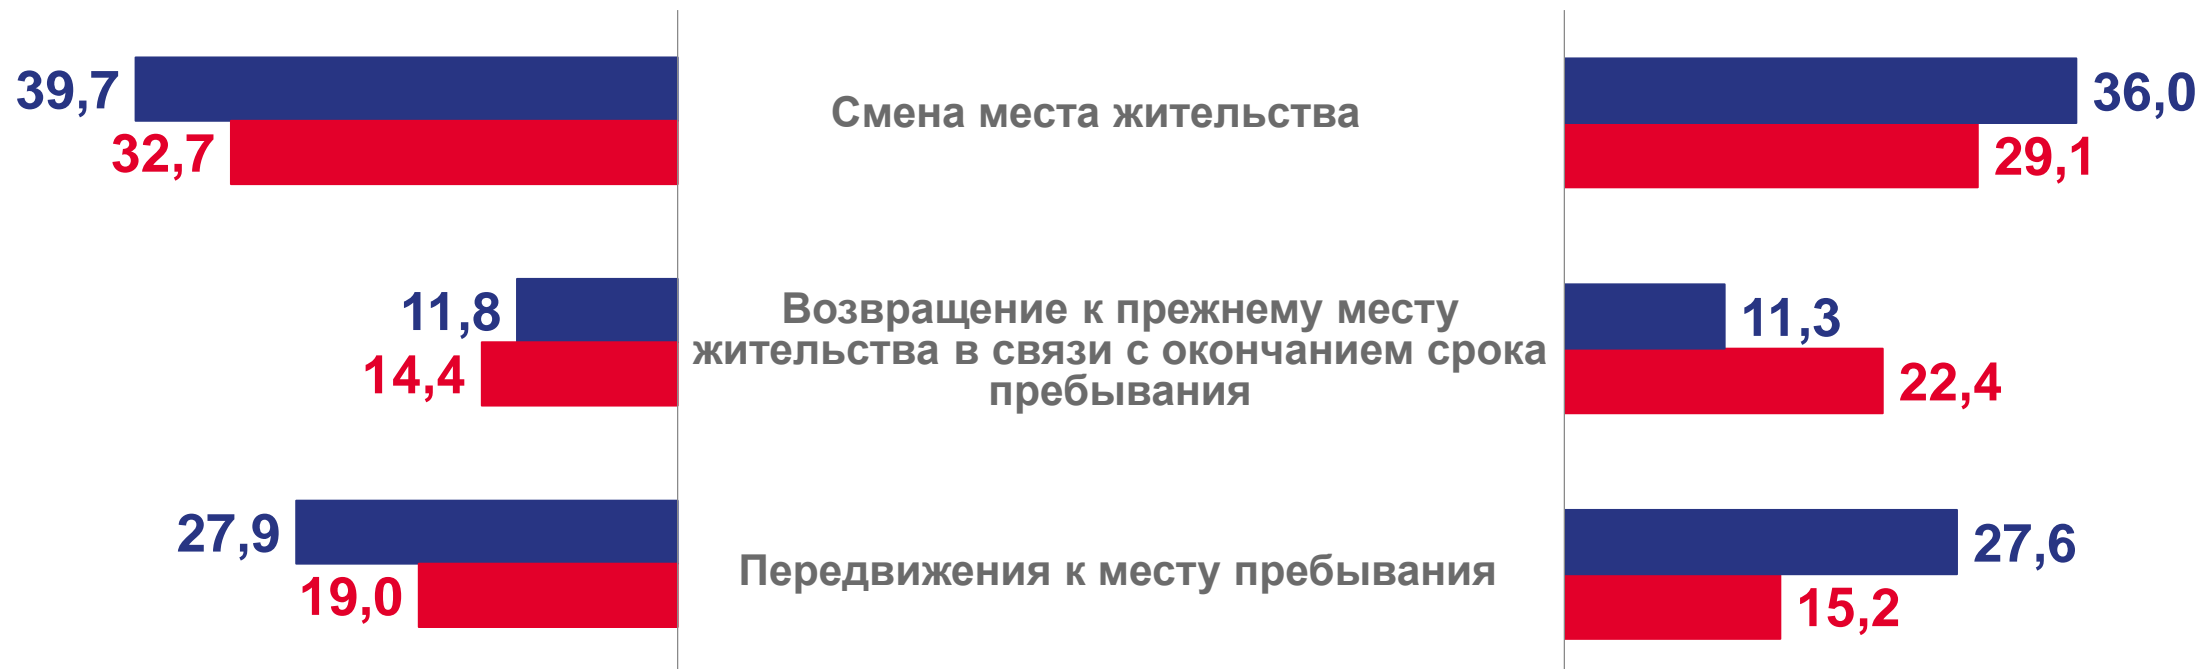 39,7
Смена места жительства
36,0
32,7
29,1
11,8
Возвращение к прежнему месту
жительства в связи с окончанием срока
пребывания
11,3
14,4
22,4
27,9
Передвижения к месту пребывания
27,6
19,0
15,2